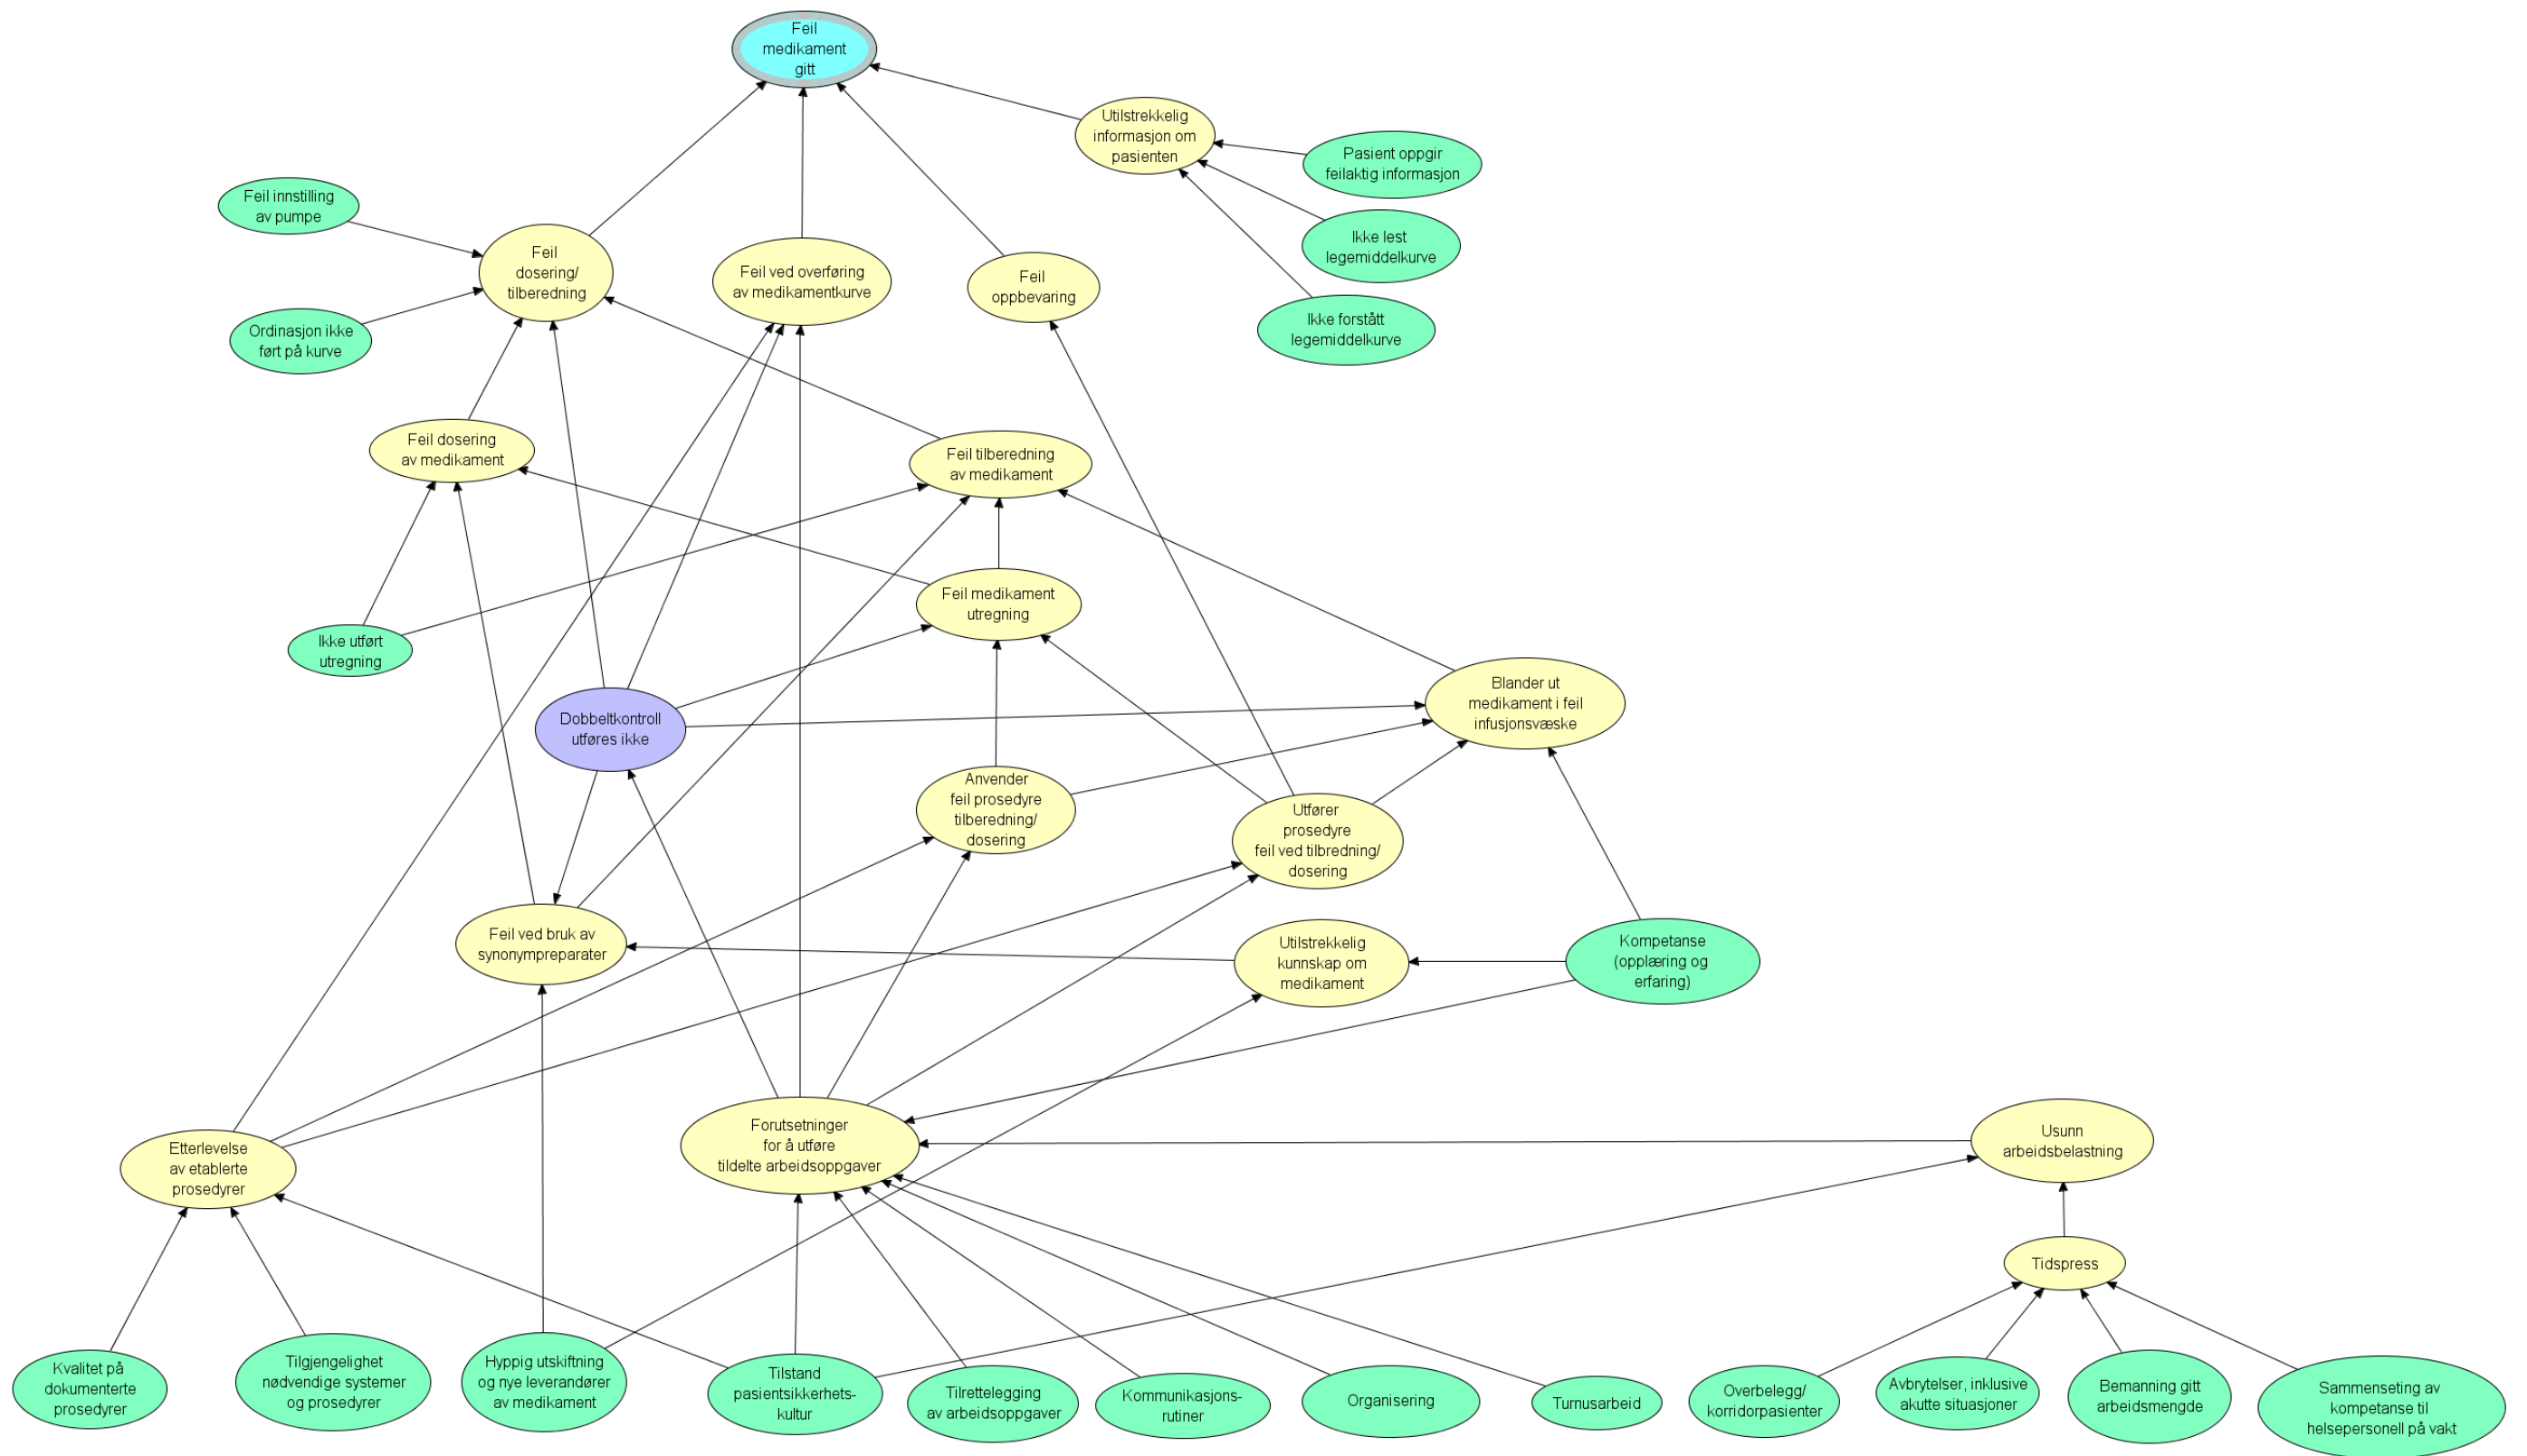 Feil
medikament
gitt
Utilstrekkelig
informasjon om
pasienten
Pasient oppgir
feilaktig informasjon
Feil innstilling
av pumpe
Ikke lest
legemiddelkurve
Feil
dosering/
tilberedning
Feil ved overføring
av medikamentkurve
Feil
oppbevaring
Ordinasjon ikke
ført på kurve
Ikke forstått
legemiddelkurve
Feil dosering
av medikament
Feil tilberedning
av medikament
Feil medikament
utregning
Ikke utført
utregning
Dobbeltkontroll
utføres ikke
Blander ut
medikament i feil
infusjonsvæske
Anvender
feil prosedyre
tilberedning/
dosering
Utfører
prosedyre
feil ved tilbredning/
dosering
Feil ved bruk av
synonympreparater
Utilstrekkelig
kunnskap om
medikament
Kompetanse
(opplæring og
erfaring)
Etterlevelse
av etablerte
prosedyrer
Forutsetninger
for å utføre
tildelte arbeidsoppgaver
Usunn
arbeidsbelastning
Tidspress
Kvalitet på
dokumenterte
prosedyrer
Tilgjengelighet
nødvendige systemer
og prosedyrer
Hyppig utskiftning
og nye leverandører
av medikament
Tilstand
pasientsikkerhets-
kultur
Tilrettelegging
av arbeidsoppgaver
Kommunikasjons-
rutiner
Organisering
Turnusarbeid
Overbelegg/
korridorpasienter
Avbrytelser, inklusive
akutte situasjoner
Bemanning gitt
arbeidsmengde
Sammenseting av
kompetanse til
helsepersonell på vakt